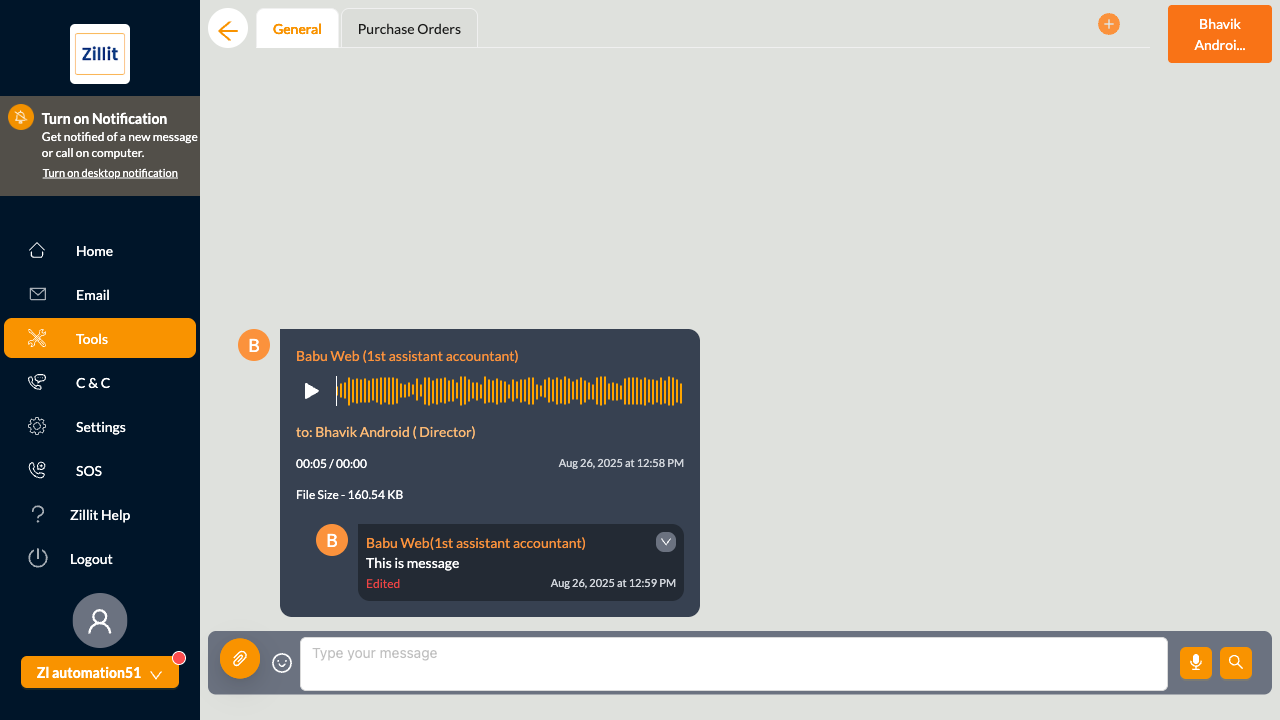 Zillit
Turn on Notification
Get notified of a new message
or call on computer.
Turn on desktop notification
Home
Email
Tools
C & C
Settings
SOS
Zillit Help
Logout
ZI automation51
General
Purchase Orders
Bhavik
Androi...
B
Babu Web (1st assistant accountant)
to: Bhavik Android ( Director)
00:05 / 00:00
Aug 26, 2025 at 12:58 PM
File Size - 160.54 KB
B
Babu Web(1st assistant accountant)
This is message
Edited
Aug 26, 2025 at 12:59 PM
Type your message